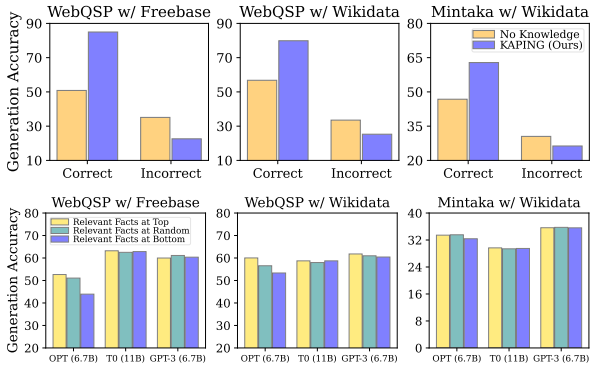 WebQSP w/ Freebase
WebQSP w/ Wikidata
Mintaka w/ Wikidata
Generation Accuracy
90
70
50
30
10
Correct
Incorrect
90
70
50
30
10
Correct
Incorrect
80
65
50
35
20
No Knowledge
KAPING (Ours)
Correct
Incorrect
WebQSP w/ Freebase
WebQSP w/ Wikidata
Mintaka w/ Wikidata
Generation Accuracy
80
70
60
50
40
30
20
Relevant Facts at Top
Relevant Facts at Random
Relevant Facts at Bottom
OPT (6.7B)
T0 (11B)
GPT-3 (6.7B)
80
70
60
50
40
30
20
OPT (6.7B)
T0 (11B)
GPT-3 (6.7B)
40
32
24
16
8
0
OPT (6.7B)
T0 (11B)
GPT-3 (6.7B)